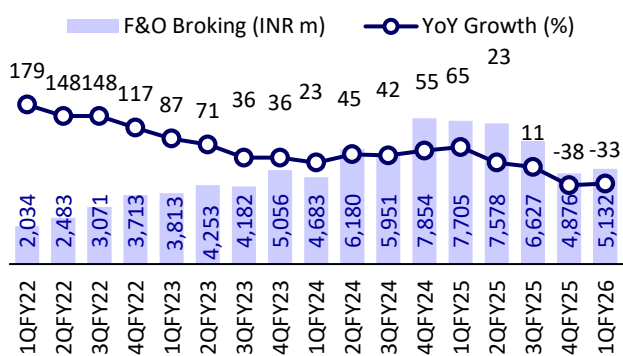 F&O Broking (INR m) YoY Growth (%)
179 148 148 117 87 71 36 36 23 45 42 55 65 23 11 -38 -33
2,034 2,483 3,071 3,713 3,813 4,253 4,182 5,056 4,683 6,180 5,951 7,854 7,705 7,578 6,627 4,876 5,132
1QFY22 2QFY22 3QFY22 4QFY22 1QFY23 2QFY23 3QFY23 4QFY23 1QFY24 2QFY24 3QFY24 4QFY24 1QFY25 2QFY25 3QFY25 4QFY25 1QFY26